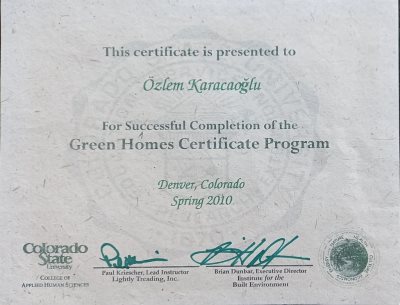 This certificate is presented to
Özlem Karacaoğlu
For Successful Completion of the
Green Homes Certificate Program
Denver, Colorado
Spring 2010
Colorado
State
University
College of
Applied Human Sciences
Paul Kriescher, Lead Instructor
Lightly Treading, Inc.
Brian Dunbar, Executive Director
Institute for the
Built Environment